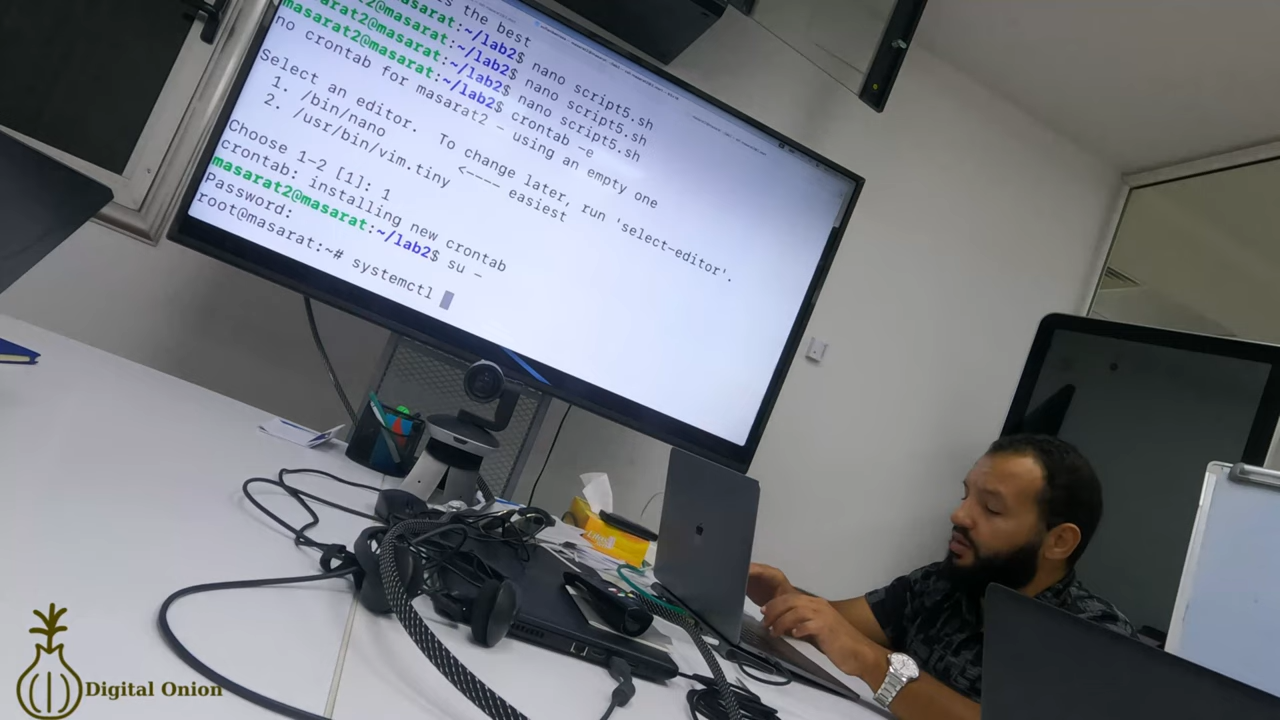 is the best
masarat2@masarat:~/lab2$ nano script5.sh
masarat2@masarat:~/lab2$ nano script5.sh
masarat2@masarat:~/lab2$ nano script5.sh
masarat2@masarat:~/lab2$ crontab -e
no crontab for masarat2 - using an empty one
Select an editor. To change later, run 'select-editor'.
1. /bin/nano <---- easiest
2. /usr/bin/vim.tiny
Choose 1-2 [1]: 1
crontab: installing new crontab
masarat2@masarat:~/lab2$ su -
Password:
root@masarat:~# systemctl
Digital Onion